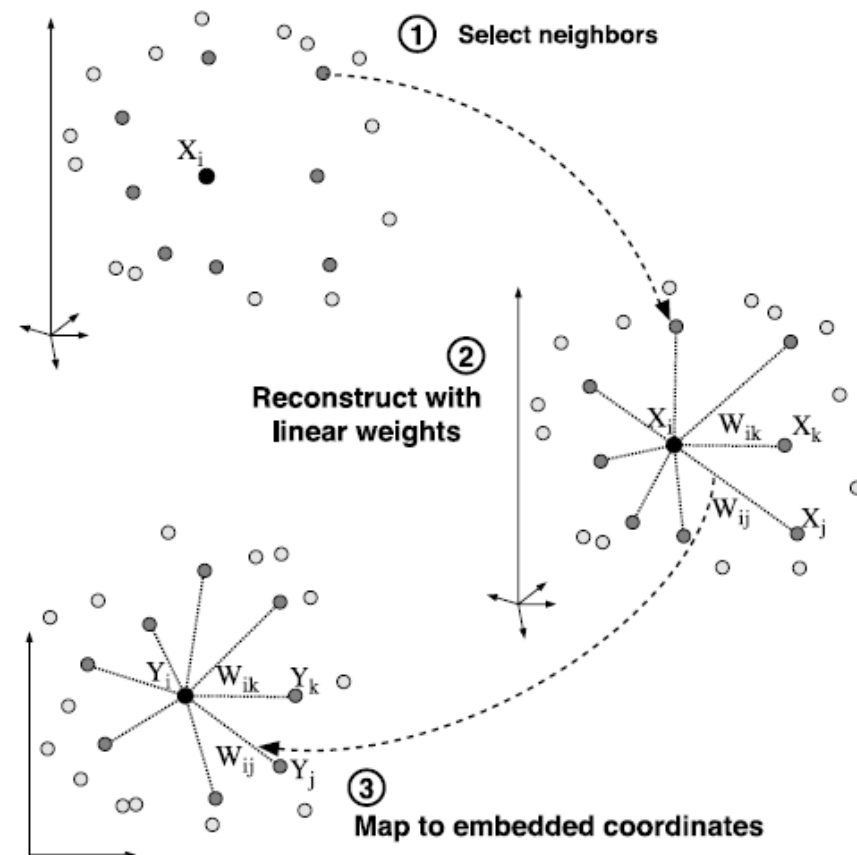 ① Select neighbors
X_i
②
Reconstruct with
linear weights
X_i
W_ik
X_k
W_ij
X_j
Y_i
W_ik
Y_k
W_ij
Y_j
③
Map to embedded coordinates